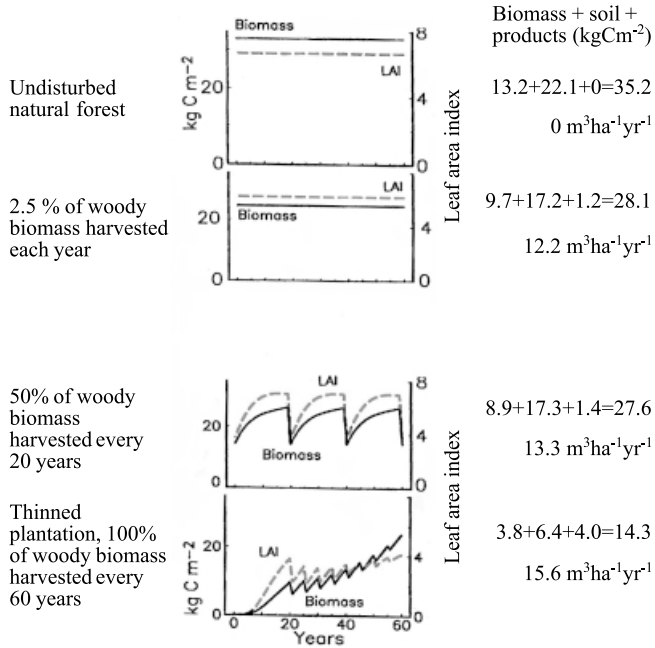 Biomass + soil +
products (kgCm-2)
Undisturbed
natural forest
kg C m-2
20
0
Biomass
LAI
8
4
0
Leaf area index
13.2+22.1+0=35.2
0 m3ha-1yr-1
2.5 % of woody
biomass harvested
each year
20
0
LAI
Biomass
4
0
9.7+17.2+1.2=28.1
12.2 m3ha-1yr-1
50% of woody
biomass
harvested every
20 years
20
0
LAI
Biomass
8
4
0
Leaf area index
8.9+17.3+1.4=27.6
13.3 m3ha-1yr-1
Thinned
plantation, 100%
of woody biomass
harvested every
60 years
kg C m-2
20
0
LAI
Biomass
4
0
0 20 40 60
Years
3.8+6.4+4.0=14.3
15.6 m3ha-1yr-1